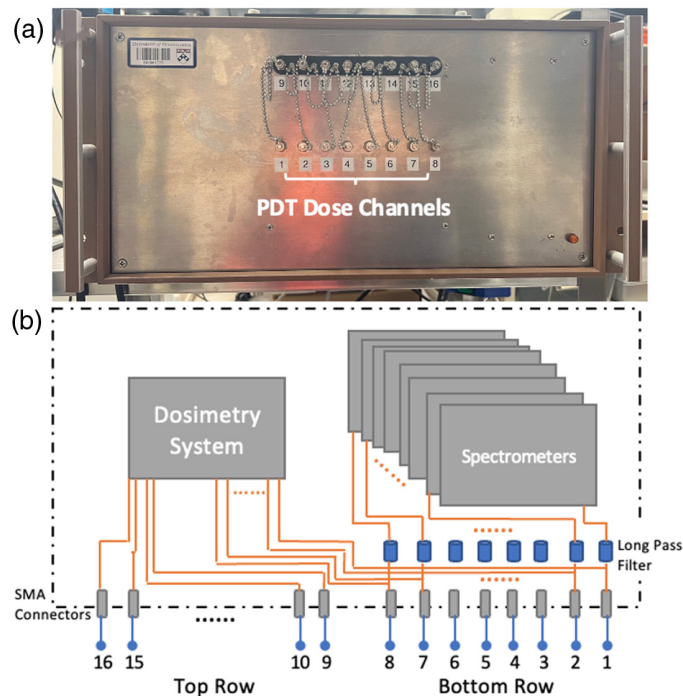 (a)
9 10 11 12 13 14 15 16
1 2 3 4 5 6 7 8
PDT Dose Channels
(b)
Dosimetry
System
Spectrometers
Long Pass
Filter
SMA
Connectors
16 15 10 9 8 7 6 5 4 3 2 1
Top Row Bottom Row